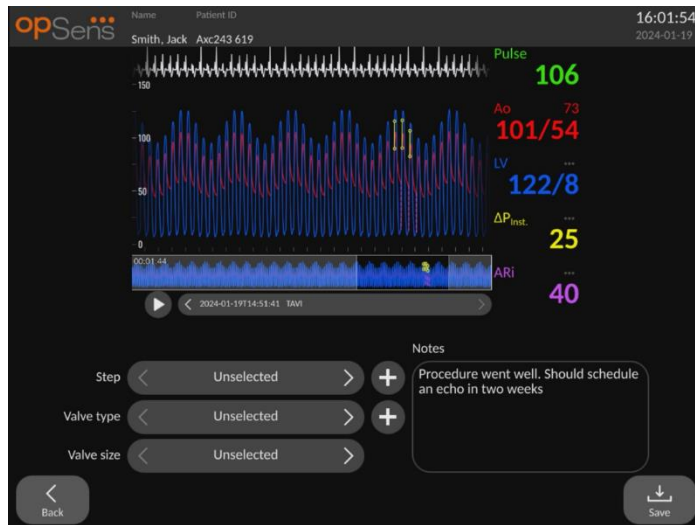 opSens
Name Patient ID
Smith, Jack Axc243 619
16:01:54
2024-01-19
150
100
50
0
Pulse
106
Ao 73
101/54
LV ---
122/8
ΔPInst. ---
25
ARi ---
40
00:01:44
2024-01-19T14:51:41 TAVI
Step Unselected
Valve type Unselected
Valve size Unselected
Notes
Procedure went well. Should schedule
an echo in two weeks
Back
Save